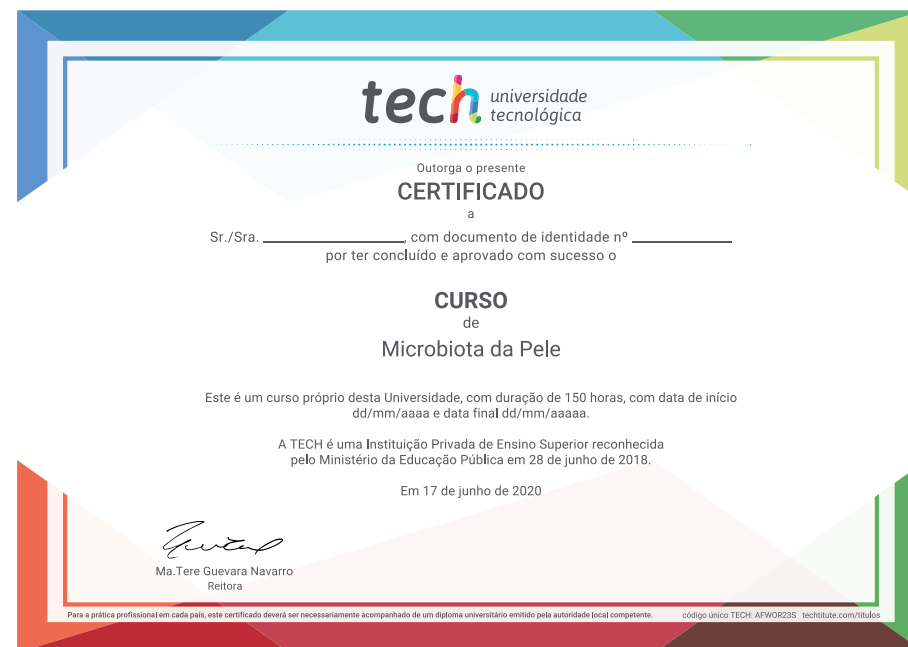 tech universidade
tecnológica
Outorga o presente
CERTIFICADO
a
Sr./Sra. , com documento de identidade nº
por ter concluído e aprovado com sucesso o
CURSO
de
Microbiota da Pele
Este é um curso próprio desta Universidade, com duração de 150 horas, com data de início
dd/mm/aaaa e data final dd/mm/aaaaa.
A TECH é uma Instituição Privada de Ensino Superior reconhecida
pelo Ministério da Educação Pública em 28 de junho de 2018.
Em 17 de junho de 2020
Ma.Tere Guevara Navarro
Reitora
Para a prática profissional em cada país, este certificado deverá ser necessariamente acompanhado de um diploma universitário emitido pela autoridade local competente. código único TECH: AFWOR23S techtitute.com/titulos